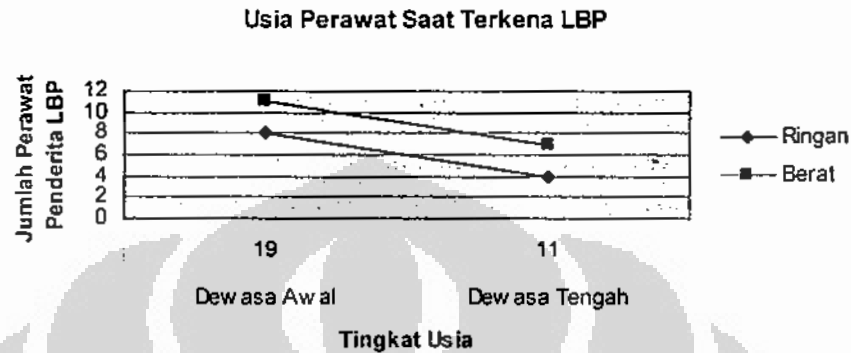 Usia Perawat Saat Terkena LBP
Jumlah Perawat
Penderita LBP
12
10
8
6
4
2
0
Ringan
Berat
19 11
Dewasa Awal Dewasa Tengah
Tingkat Usia